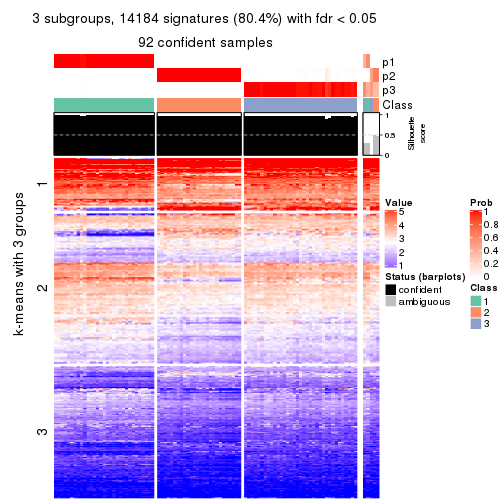 3 subgroups, 14184 signatures (80.4%) with fdr < 0.05
92 confident samples
p1
p2
p3
Class
1
0.5
0
Silhouette
score
k-means with 3 groups
1
2
3
Value
5
4
3
2
1
Status (barplots)
confident
ambiguous
Prob
1
0.8
0.6
0.4
0.2
0
Class
1
2
3